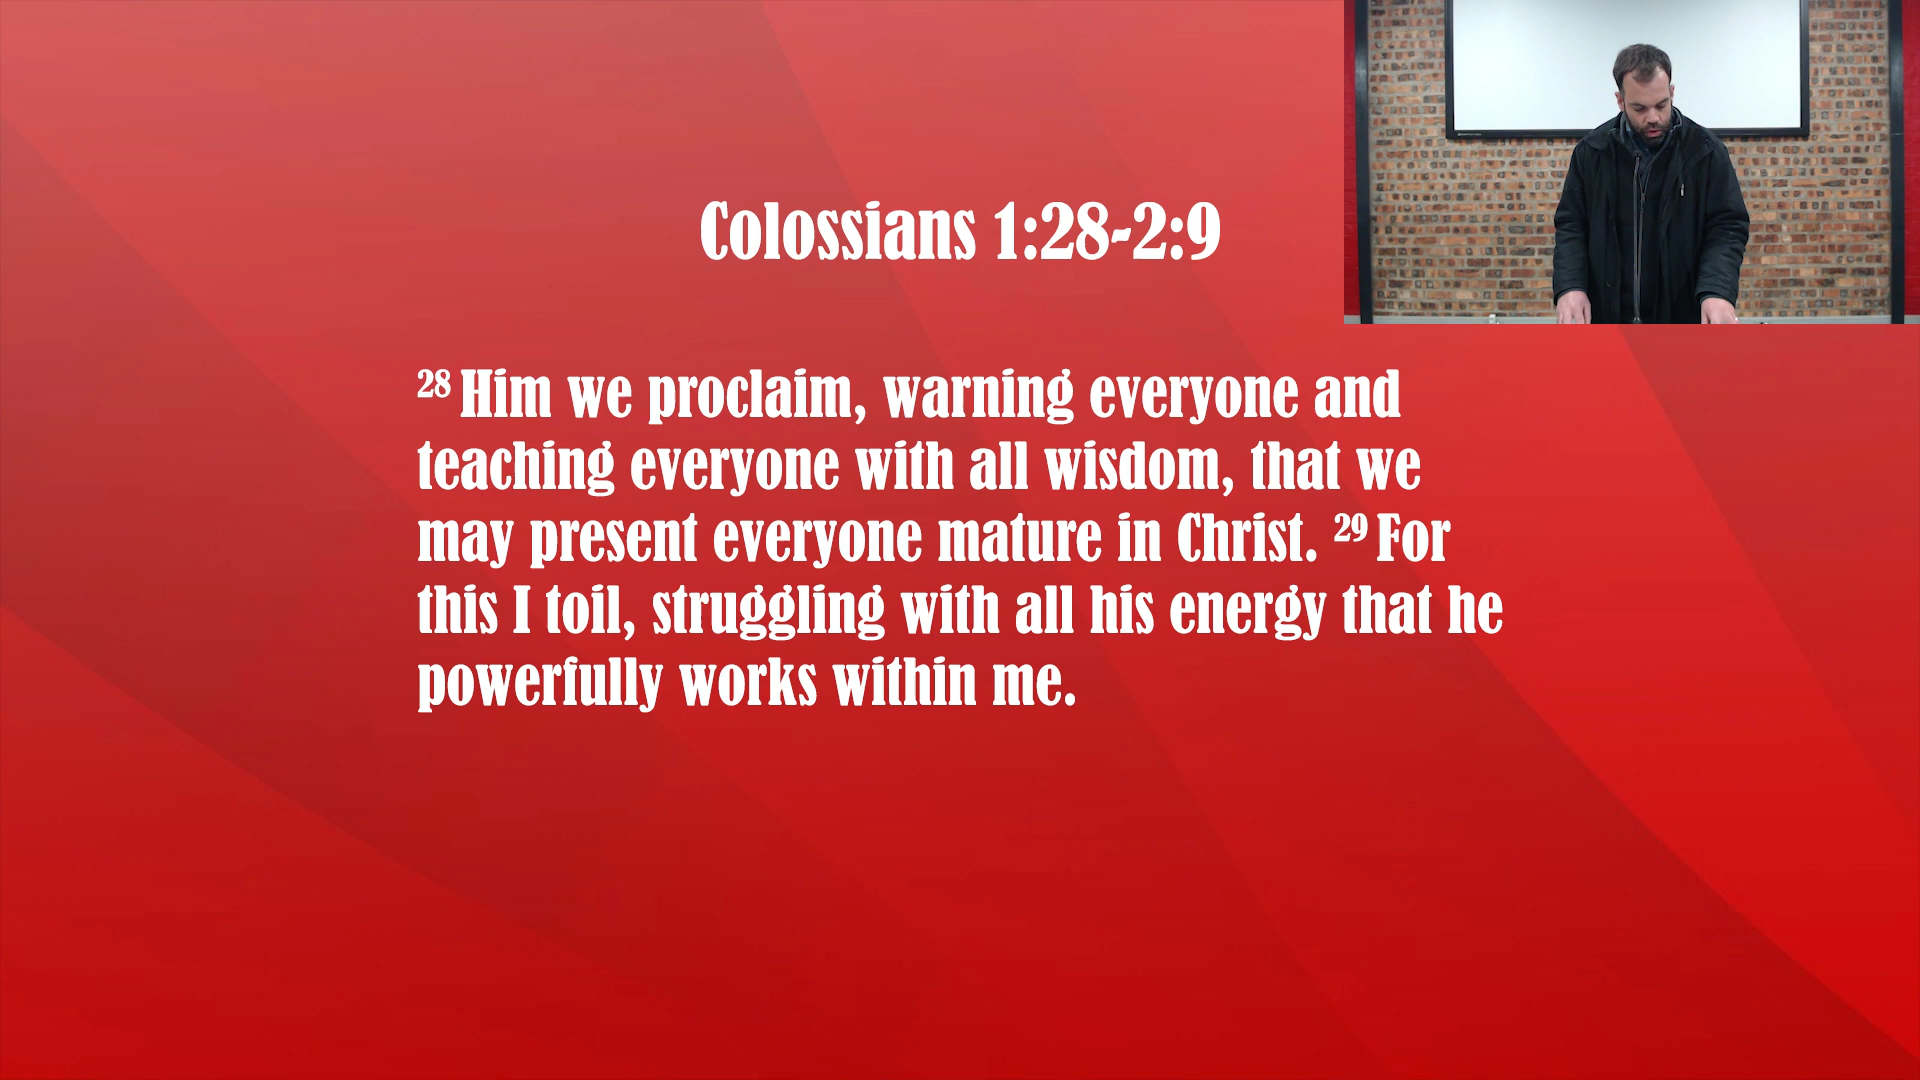 Colossians 1:28-2:9
28 Him we proclaim, warning everyone and
teaching everyone with all wisdom, that we
may present everyone mature in Christ. 29 For
this I toil, struggling with all his energy that he
powerfully works within me.